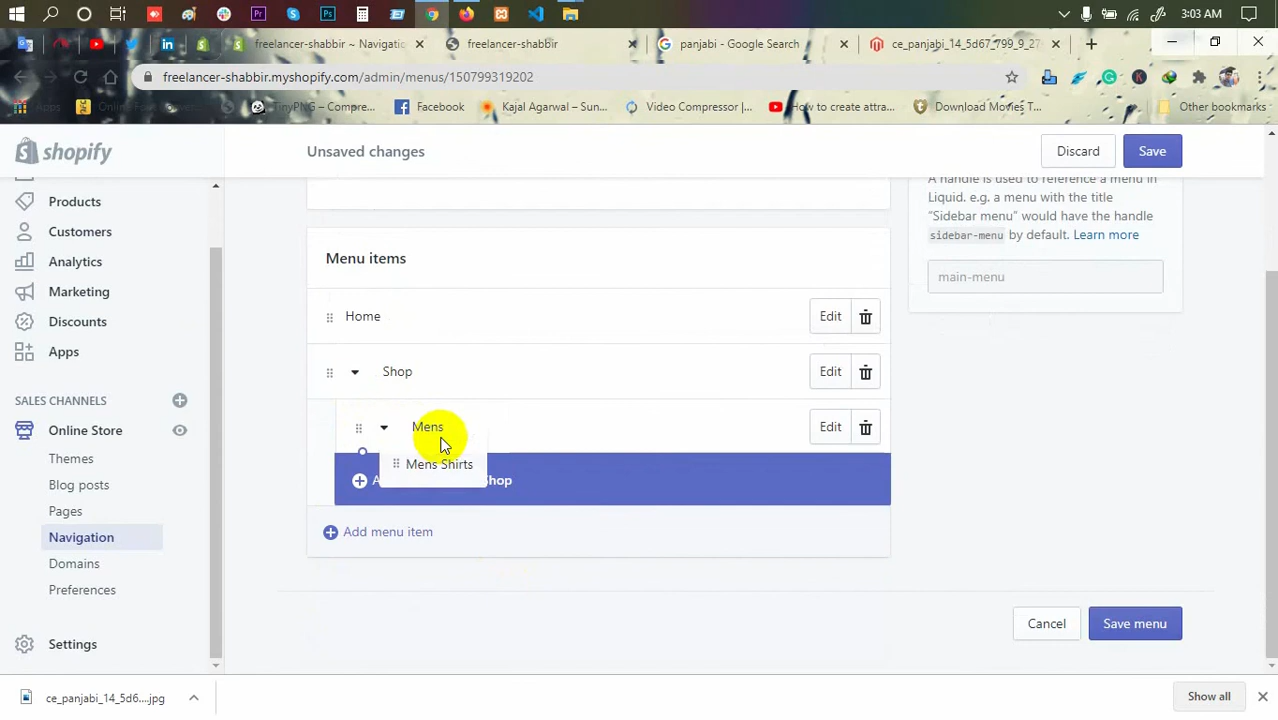 3:03 AM
freelancer-shabbir ~ Navigatio
freelancer-shabbir
panjabi - Google Search
ce_panjabi_14_5d67_799_9_27
freelancer-shabbir.myshopify.com/admin/menus/150799319202
Apps
TinyPNG – Compre...
Facebook
Kajal Agarwal – Sun...
Video Compressor |...
How to create attra...
Download Movies T...
Other bookmarks
shopify
Unsaved changes
Discard
Save
Products
Customers
Analytics
Marketing
Discounts
Apps
SALES CHANNELS
Online Store
Themes
Blog posts
Pages
Navigation
Domains
Preferences
Settings
A handle is used to reference a menu in
Liquid. e.g. a menu with the title
“Sidebar menu” would have the handle
sidebar-menu by default. Learn more
main-menu
Menu items
Home
Edit
Shop
Edit
Mens
Edit
Mens Shirts
Shop
Add menu item
Cancel
Save menu
ce_panjabi_14_5d6....jpg
Show all